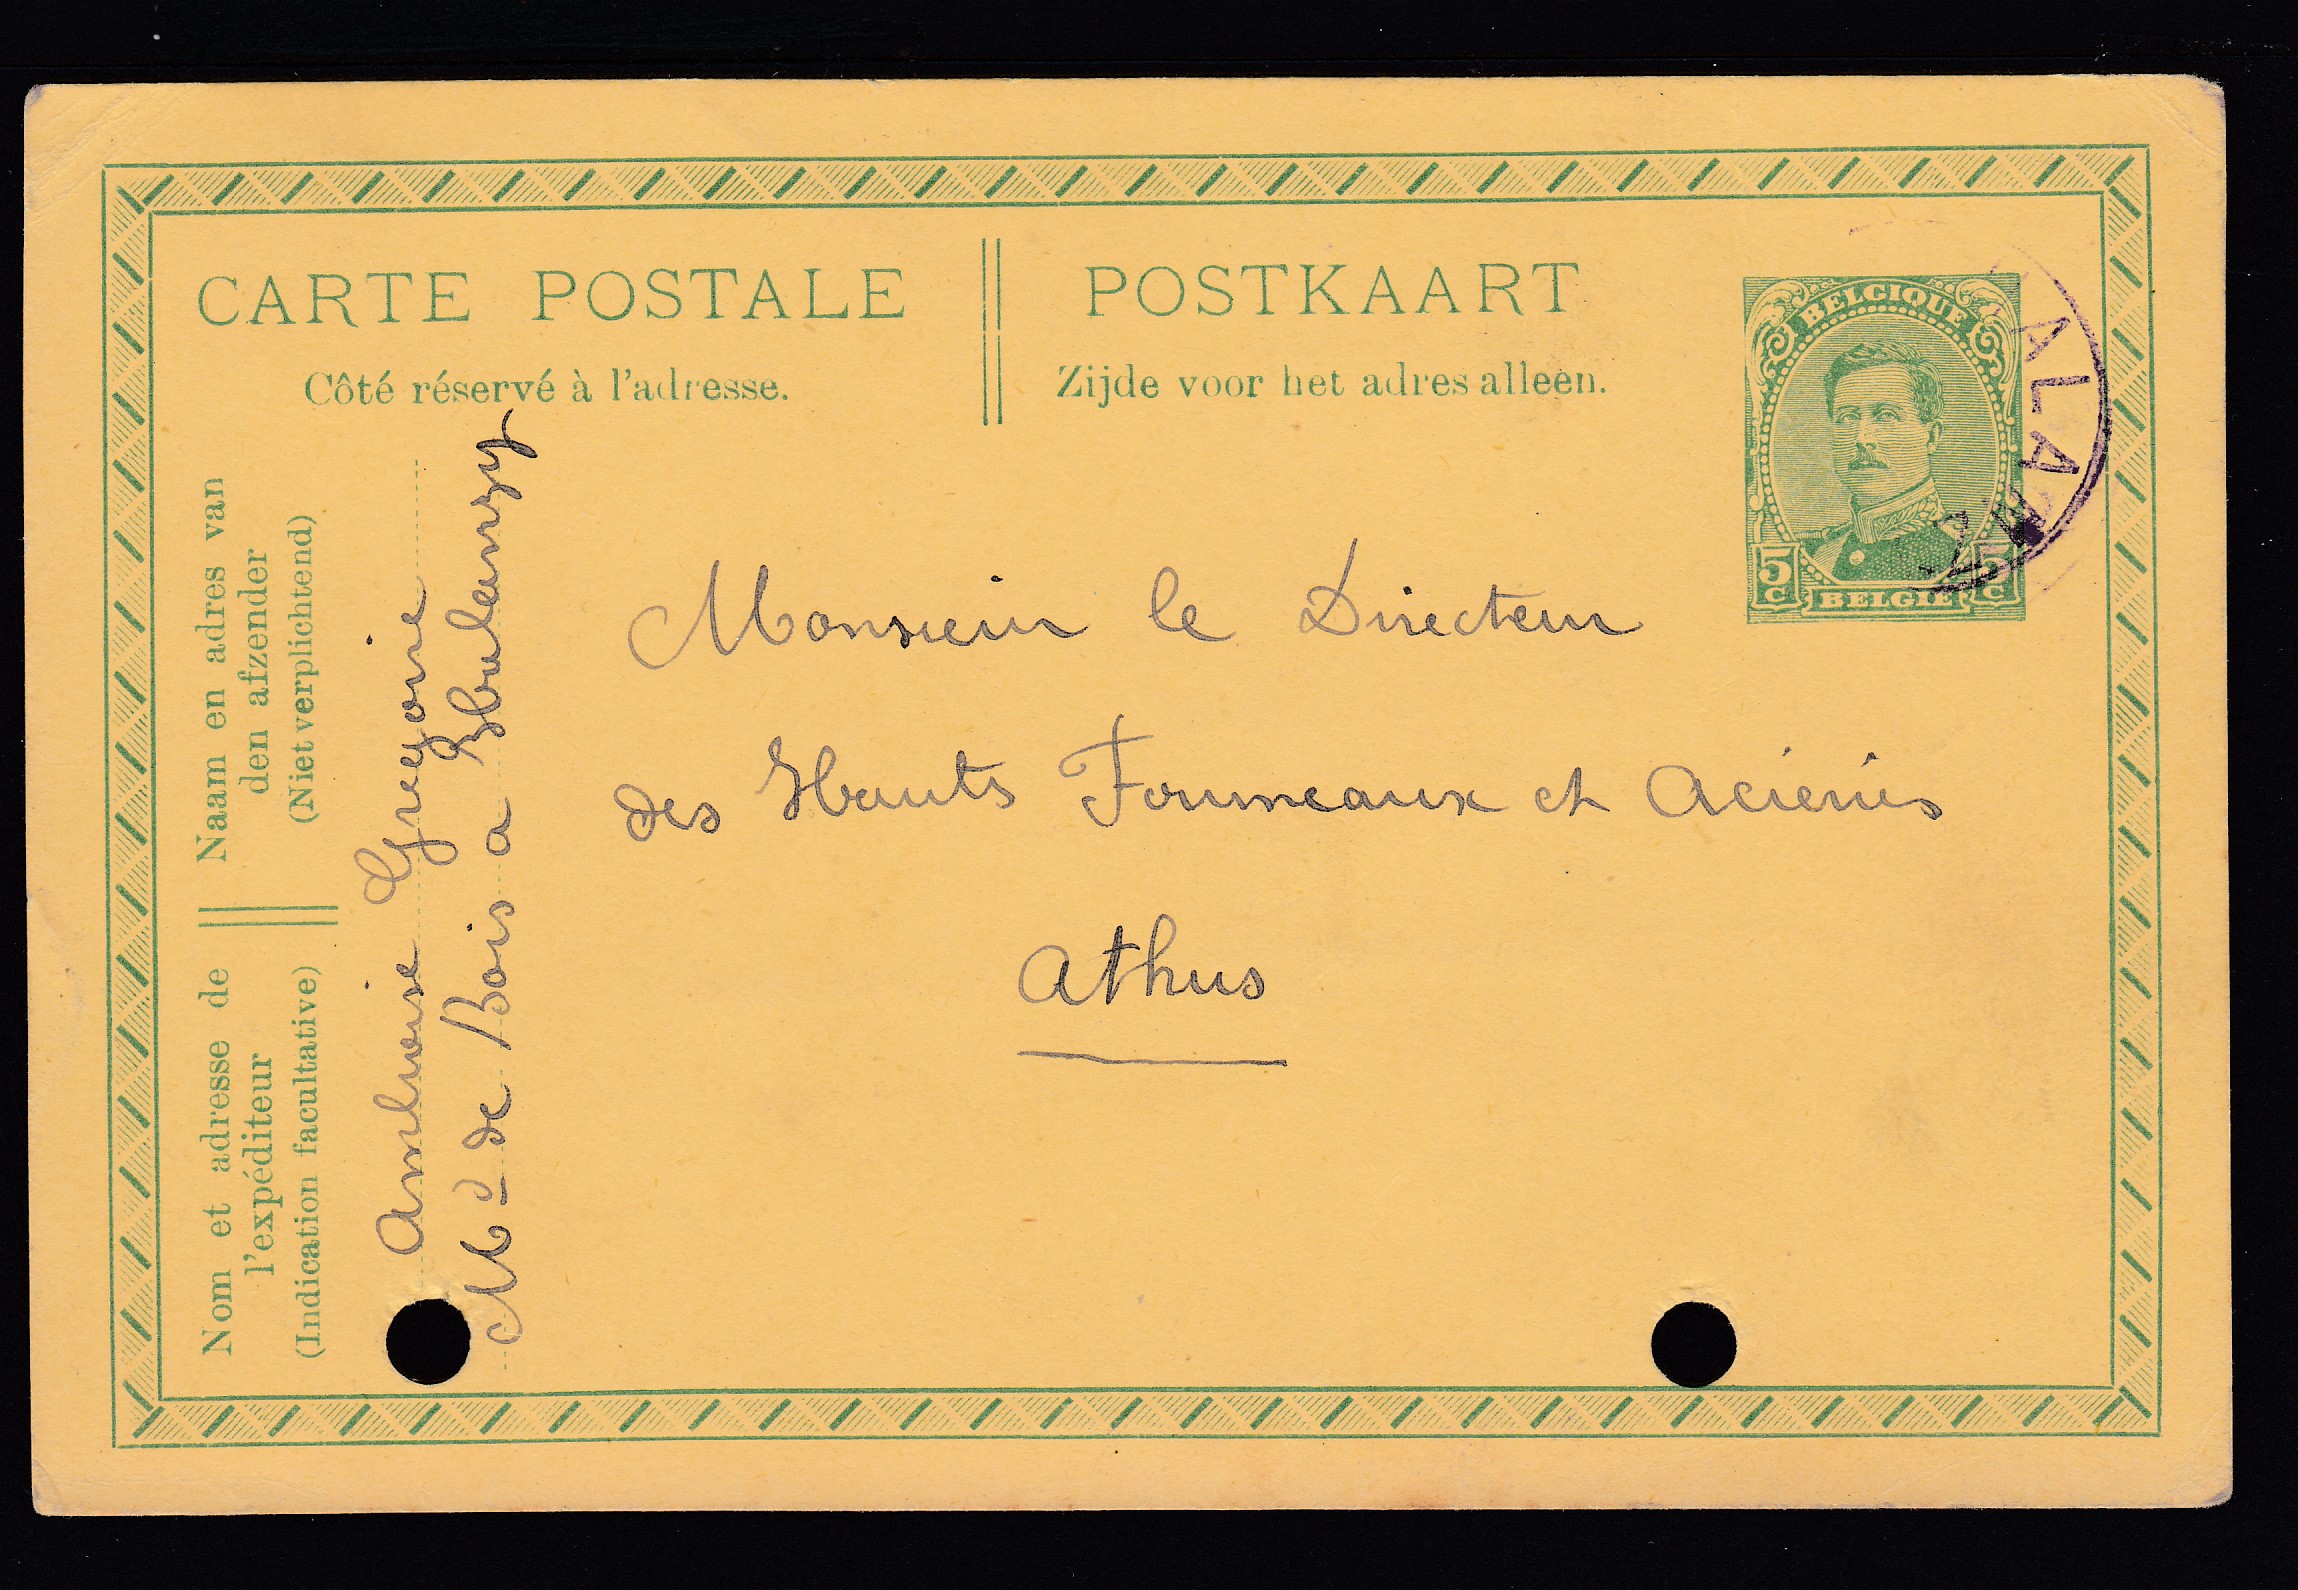 CARTE POSTALE
Côté réservé à l'adresse.
POSTKAART
Zijde voor het adres alleen.
BELGIQUE
5 C
BELGIË
5 C
ALAN
Naam en adres van
den afzender
(Niet verplichtend)
Nom et adresse de
l'expéditeur
(Indication facultative)
Ambroise Gregoire
Md de Bois a
Monsieur le Directeur
des Hauts Fourneaux et Aciéries
Athus